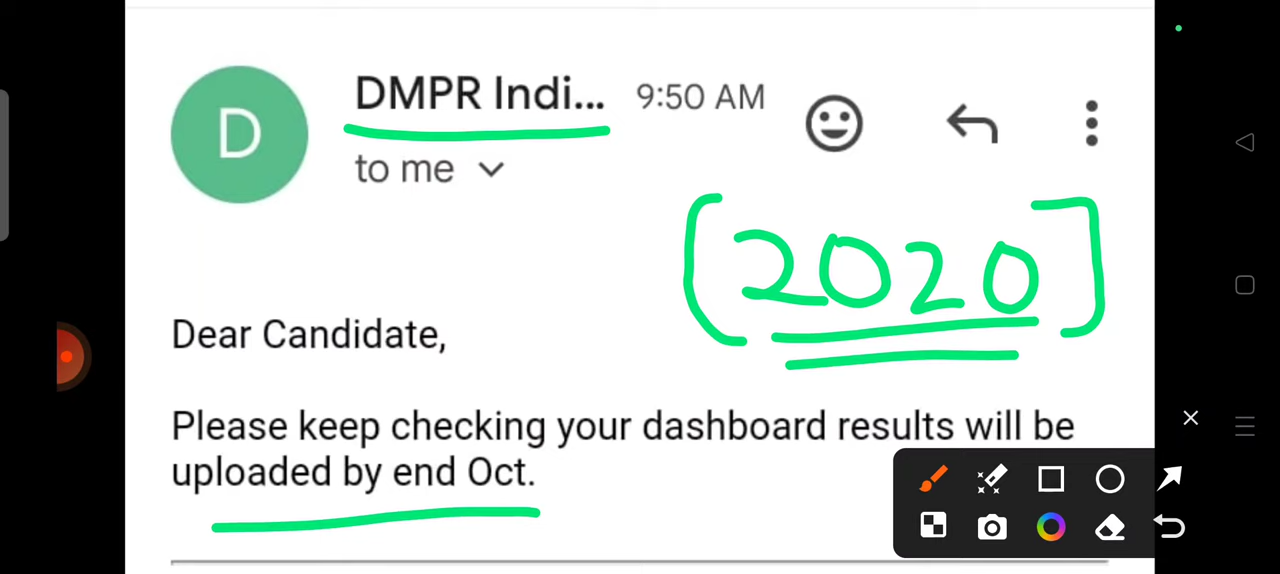 D
DMPR Indi... 9:50 AM
to me
[2020]
Dear Candidate,
Please keep checking your dashboard results will be
uploaded by end Oct.